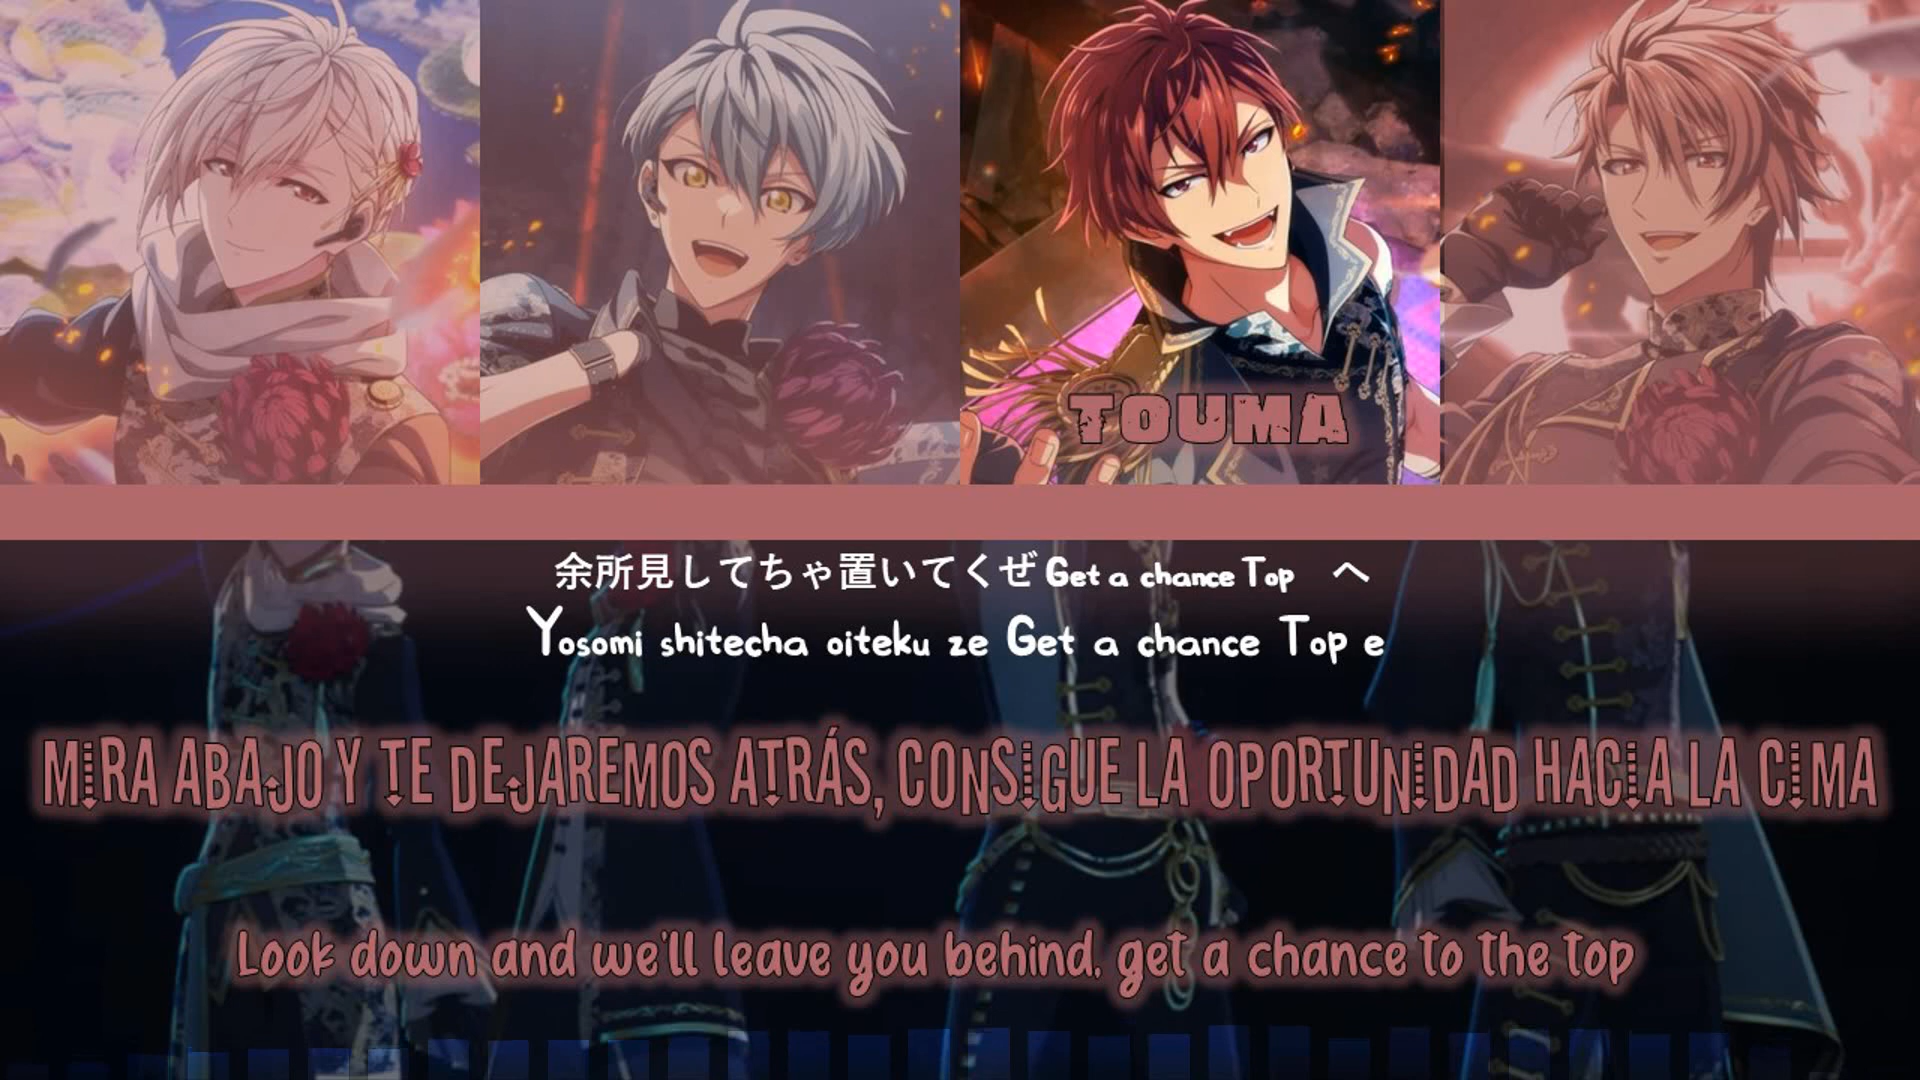 TOUMA
余所見してちゃ置いてくぜ Get a chance Top へ
Yosomi shitecha oiteku ze Get a chance Top e
MiRA ABAJO Y TE DEJAREMOS ATRÁS, CONSiGUE LA OPORTUNiDAD HACiA LA CiMA
Look down and we'll leave you behind, get a chance to the top